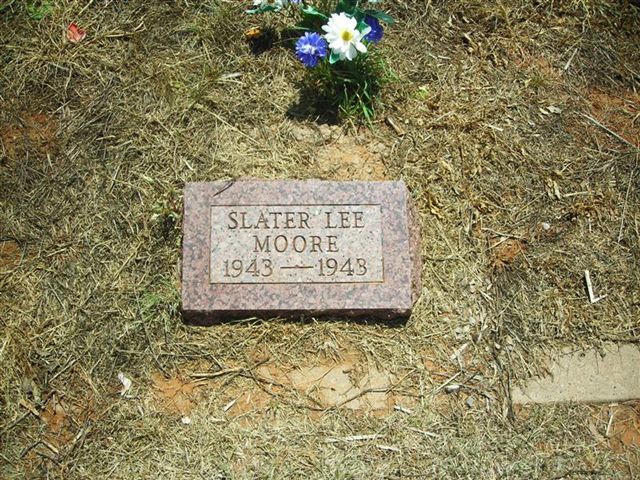 SLATER LEE
MOORE
1943 — 1943